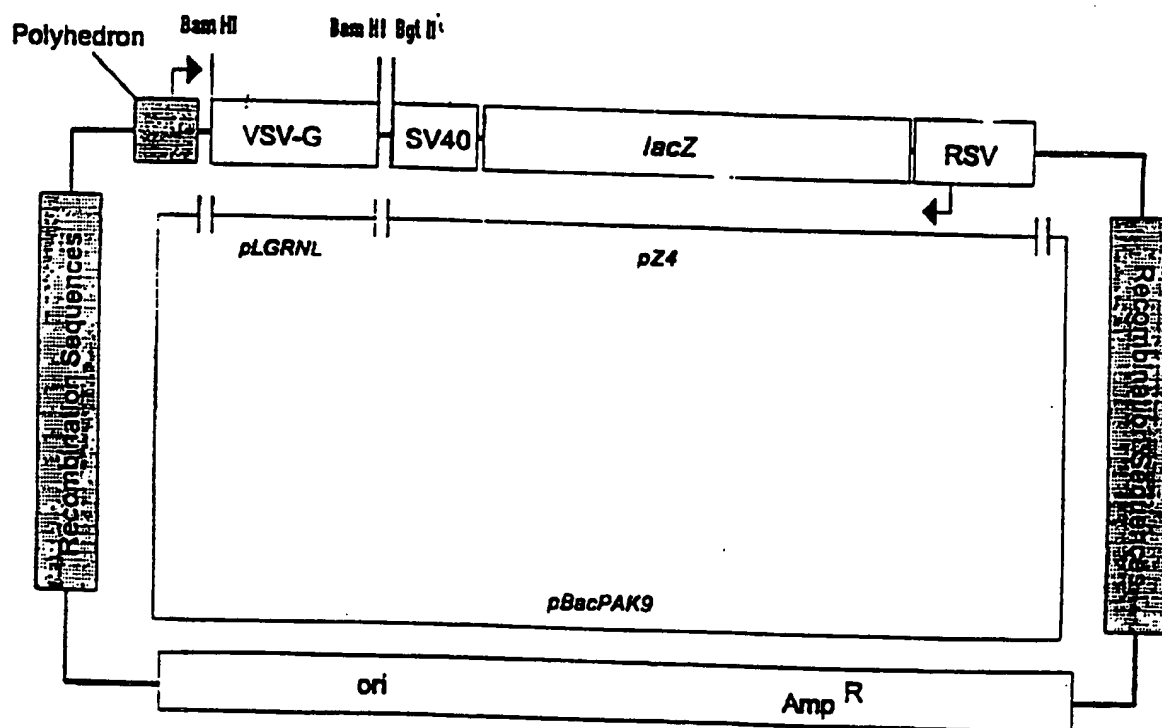 Polyhedron
Bam HI
Bam HI Bgl II
VSV-G
SV40
lacZ
RSV
pLGRNL
pZ4
Recombination Sequences
Recombination Sequences
pBacPAK9
ori
Amp R